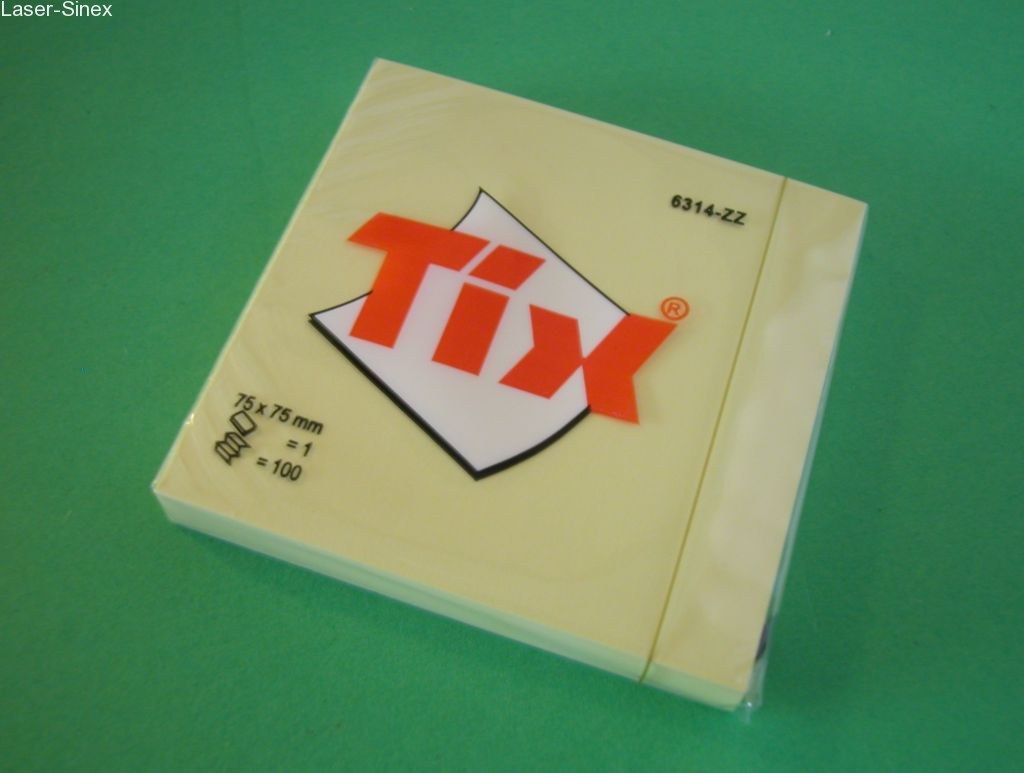 Laser-Sinex
6314-ZZ
Tix®
75 x 75 mm
= 1
= 100